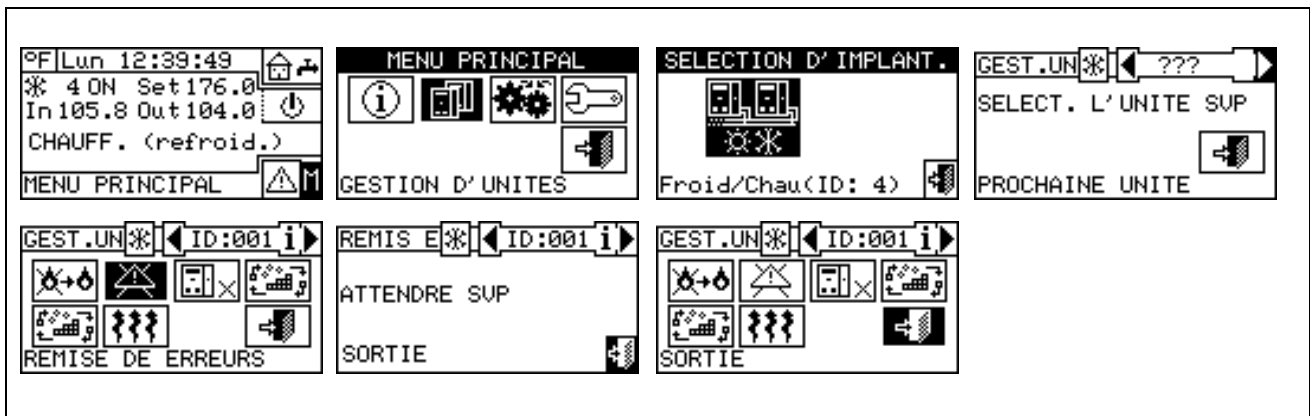 °F Lun 12:39:49
4 ON Set 176.0
In 105.8 Out 104.0
CHAUFF. (refroid.)
MENU PRINCIPAL M
MENU PRINCIPAL
i
GESTION D'UNITES
SELECTION D'IMPLANT.
Froid/Chau(ID: 4)
GEST.UN ???
SELECT. L'UNITE SVP
PROCHAINE UNITE
GEST.UN ID:001 i
REMISE DE ERREURS
REMIS E ID:001 i
ATTENDRE SVP
SORTIE
GEST.UN ID:001 i
SORTIE